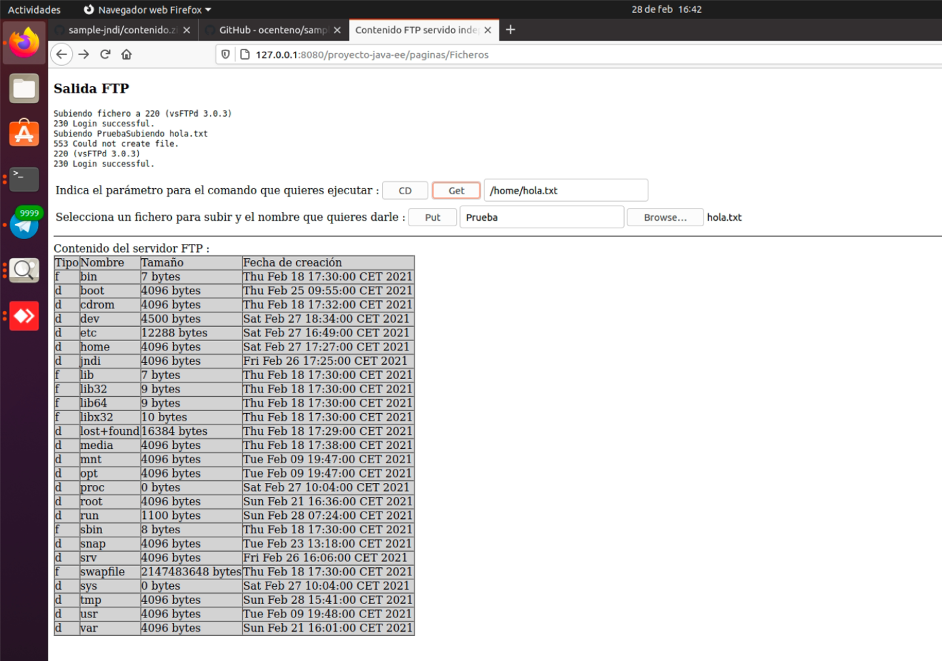 Actividades Navegador web Firefox 28 de feb 16:42
sample-jndi/contenido.z GitHub - ocenteno/samp Contenido FTP servido inde
127.0.0.1:8080/proyecto-java-ee/paginas/Ficheros
Salida FTP
Subiendo fichero a 220 (vsFTPd 3.0.3)
230 Login successful.
Subiendo PruebaSubiendo hola.txt
553 Could not create file.
220 (vsFTPd 3.0.3)
230 Login successful.
Indica el parámetro para el comando que quieres ejecutar : CD Get /home/hola.txt
Selecciona un fichero para subir y el nombre que quieres darle : Put Prueba Browse... hola.txt
9999
Contenido del servidor FTP :
Tipo Nombre Tamaño Fecha de creación
f bin 7 bytes Thu Feb 18 17:30:00 CET 2021
d boot 4096 bytes Thu Feb 25 09:55:00 CET 2021
d cdrom 4096 bytes Thu Feb 18 17:32:00 CET 2021
d dev 4500 bytes Sat Feb 27 18:34:00 CET 2021
d etc 12288 bytes Sat Feb 27 16:49:00 CET 2021
d home 4096 bytes Sat Feb 27 17:27:00 CET 2021
d jndi 4096 bytes Fri Feb 26 17:25:00 CET 2021
f lib 7 bytes Thu Feb 18 17:30:00 CET 2021
f lib32 9 bytes Thu Feb 18 17:30:00 CET 2021
f lib64 9 bytes Thu Feb 18 17:30:00 CET 2021
f libx32 10 bytes Thu Feb 18 17:30:00 CET 2021
d lost+found 16384 bytes Thu Feb 18 17:29:00 CET 2021
d media 4096 bytes Thu Feb 18 17:38:00 CET 2021
d mnt 4096 bytes Tue Feb 09 19:47:00 CET 2021
d opt 4096 bytes Tue Feb 09 19:47:00 CET 2021
d proc 0 bytes Sat Feb 27 10:04:00 CET 2021
d root 4096 bytes Sun Feb 21 16:36:00 CET 2021
d run 1100 bytes Sun Feb 28 07:24:00 CET 2021
f sbin 8 bytes Thu Feb 18 17:30:00 CET 2021
d snap 4096 bytes Tue Feb 23 13:18:00 CET 2021
d srv 4096 bytes Fri Feb 26 16:06:00 CET 2021
f swapfile 2147483648 bytes Thu Feb 18 17:30:00 CET 2021
d sys 0 bytes Sat Feb 27 10:04:00 CET 2021
d tmp 4096 bytes Sun Feb 28 15:41:00 CET 2021
d usr 4096 bytes Tue Feb 09 19:48:00 CET 2021
d var 4096 bytes Sun Feb 21 16:01:00 CET 2021